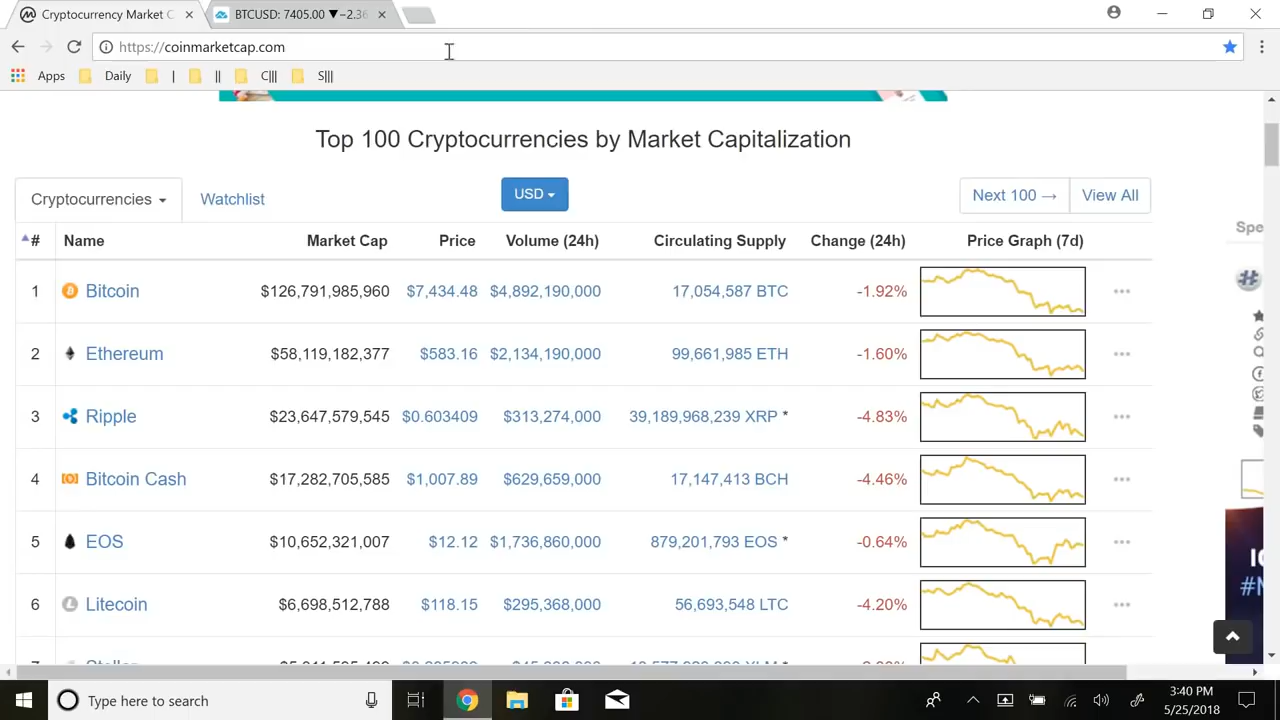 Cryptocurrency Market C
BTCUSD: 7405.00 ▼−2.36
https://coinmarketcap.com
Apps Daily | || C||| S|||
Top 100 Cryptocurrencies by Market Capitalization
Cryptocurrencies Watchlist USD Next 100 → View All
# Name Market Cap Price Volume (24h) Circulating Supply Change (24h) Price Graph (7d)
1 Bitcoin $126,791,985,960 $7,434.48 $4,892,190,000 17,054,587 BTC -1.92%
2 Ethereum $58,119,182,377 $583.16 $2,134,190,000 99,661,985 ETH -1.60%
3 Ripple $23,647,579,545 $0.603409 $313,274,000 39,189,968,239 XRP * -4.83%
4 Bitcoin Cash $17,282,705,585 $1,007.89 $629,659,000 17,147,413 BCH -4.46%
5 EOS $10,652,321,007 $12.12 $1,736,860,000 879,201,793 EOS * -0.64%
6 Litecoin $6,698,512,788 $118.15 $295,368,000 56,693,548 LTC -4.20%
Spe
#
Type here to search
3:40 PM
5/25/2018